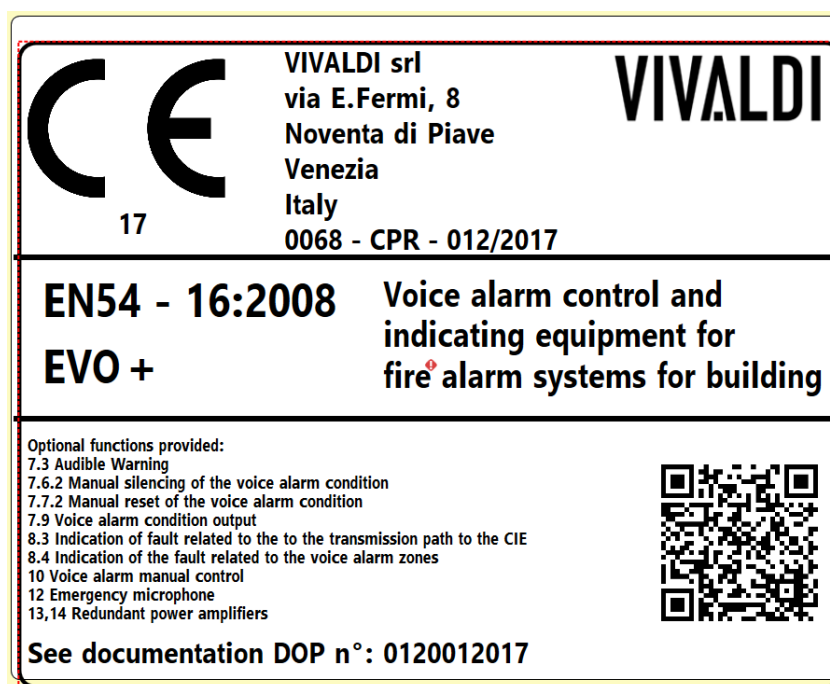 CE
17
VIVALDI srl
via E.Fermi, 8
Noventa di Piave
Venezia
Italy
0068 - CPR - 012/2017
VIVALDI
EN54 - 16:2008
EVO +
Voice alarm control and
indicating equipment for
fire alarm systems for building
Optional functions provided:
7.3 Audible Warning
7.6.2 Manual silencing of the voice alarm condition
7.7.2 Manual reset of the voice alarm condition
7.9 Voice alarm condition output
8.3 Indication of fault related to the to the transmission path to the CIE
8.4 Indication of the fault related to the voice alarm zones
10 Voice alarm manual control
12 Emergency microphone
13,14 Redundant power amplifiers
See documentation DOP n°: 0120012017